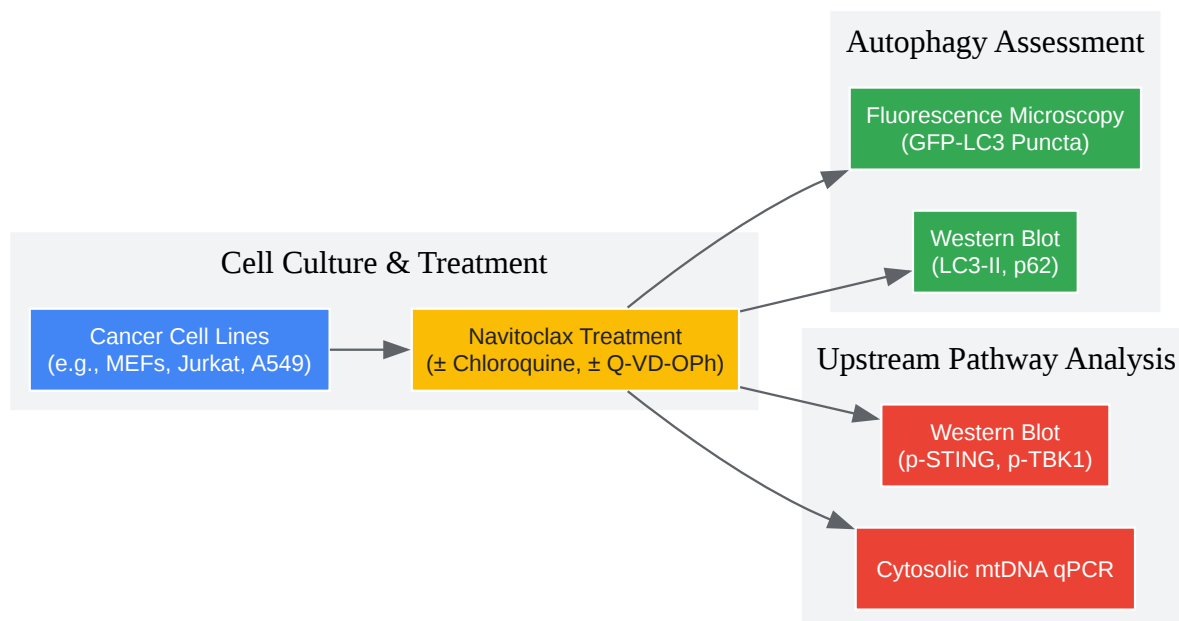 Cell Culture & Treatment
Cancer Cell Lines
(e.g., MEFs, Jurkat, A549)
Navitoclax Treatment
(± Chloroquine, ± Q-VD-OPh)
Autophagy Assessment
Fluorescence Microscopy
(GFP-LC3 Puncta)
Western Blot
(LC3-II, p62)
Upstream Pathway Analysis
Western Blot
(p-STING, p-TBK1)
Cytosolic mtDNA qPCR